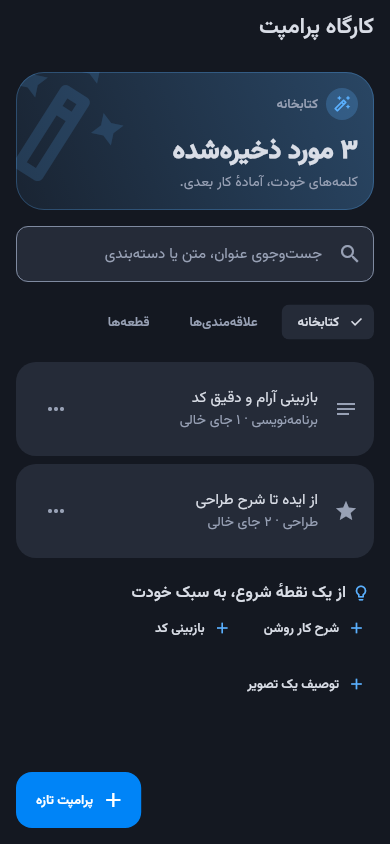 کارگاه پرامپت
کتابخانه
۳ مورد ذخیره‌شده
کلمه‌های خودت، آمادهٔ کار بعدی.
جست‌وجوی عنوان، متن یا دسته‌بندی
کتابخانه
علاقه‌مندی‌ها
قطعه‌ها
بازبینی آرام و دقیق کد
برنامه‌نویسی · ۱ جای خالی
از ایده تا شرح طراحی
طراحی · ۲ جای خالی
از یک نقطهٔ شروع، به سبک خودت
شرح کار روشن
بازبینی کد
توصیف یک تصویر
پرامپت تازه